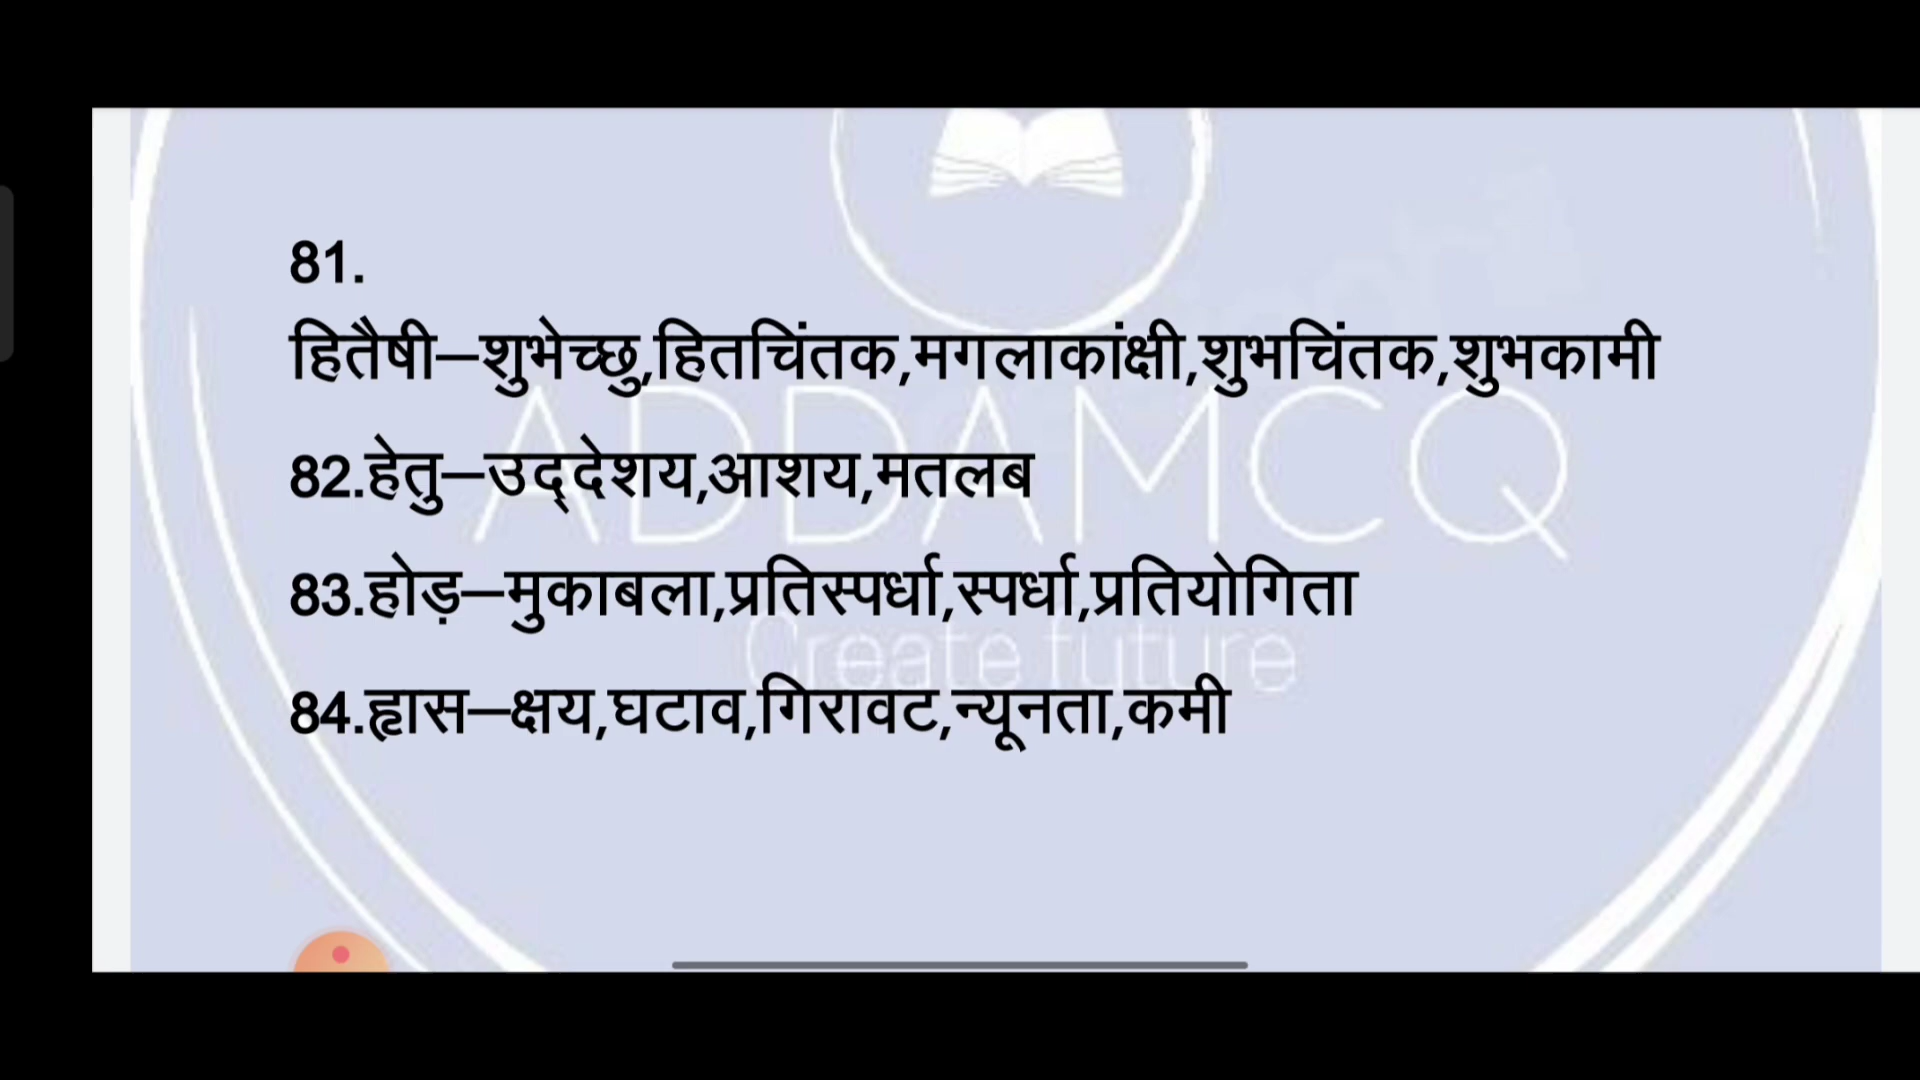 81.
हितैषी–शुभेच्छु,हितचिंतक,मगलाकांक्षी,शुभचिंतक,शुभकामी
ADDAMCQ
82.हेतु–उद्देशय,आशय,मतलब
83.होड़–मुकाबला,प्रतिस्पर्धा,स्पर्धा,प्रतियोगिता
Create future
84.ह्वास–क्षय,घटाव,गिरावट,न्यूनता,कमी